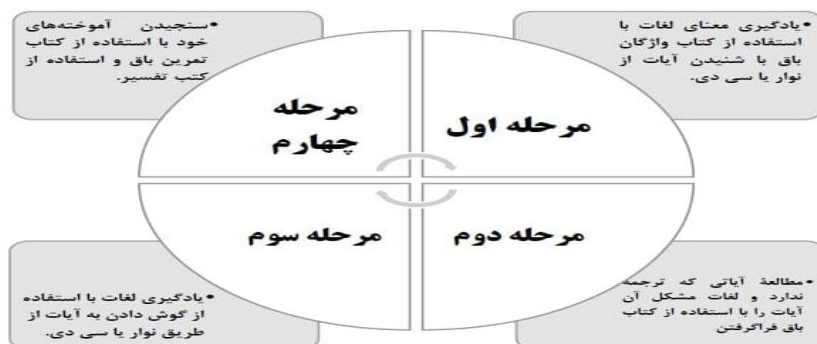 •یادگیری معنای لغات با
استفاده از کتاب واژگان
باق با شنیدن آیات از
نوار یا سی دی.
مرحله اول
•مطالعهٔ آیاتی که ترجمه
ندارد و لغات مشکل آن
آیات را با استفاده از کتاب
باق فراگرفتن
مرحله دوم
•یادگیری لغات با استفاده
از گوش دادن به آیات از
طریق نوار یا سی دی.
مرحله سوم
•سنجیدن آموخته‌های
خود با استفاده از کتاب
تمرین باق و استفاده از
کتب تفسیر.
مرحله
چهارم